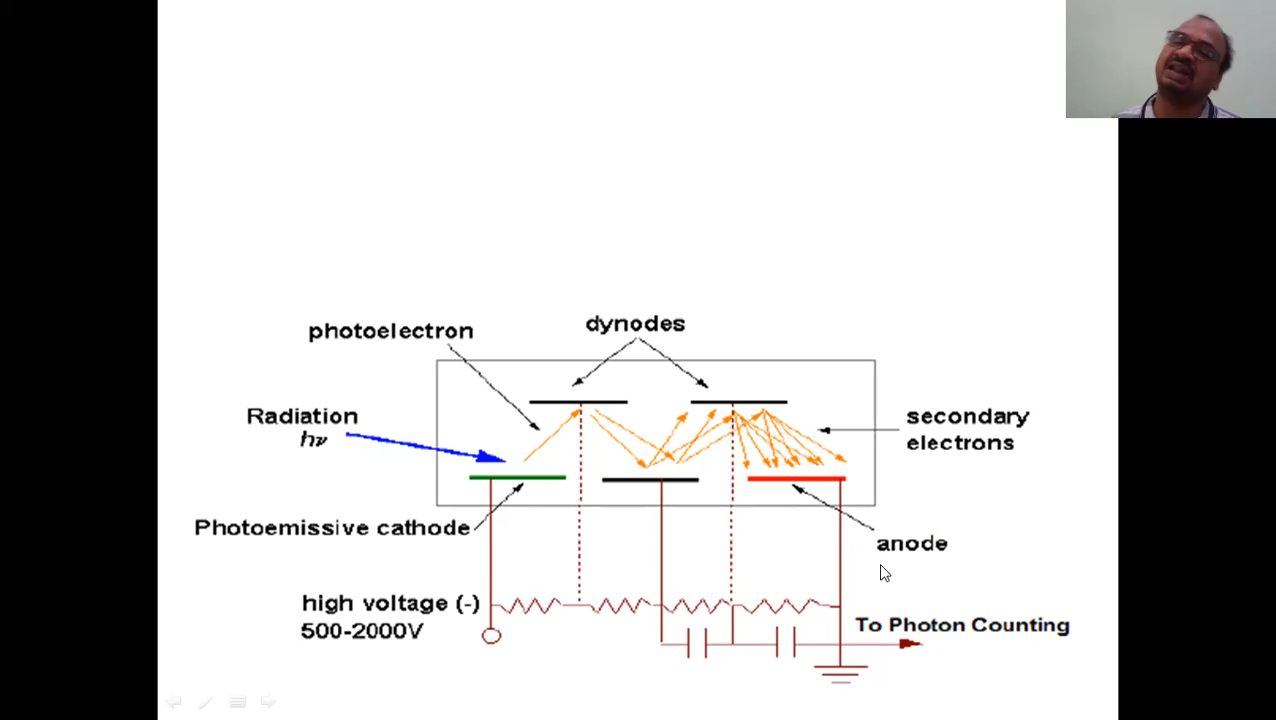 photoelectron
dynodes
Radiation
hν
secondary
electrons
Photoemissive cathode
anode
high voltage (-)
500-2000V
To Photon Counting